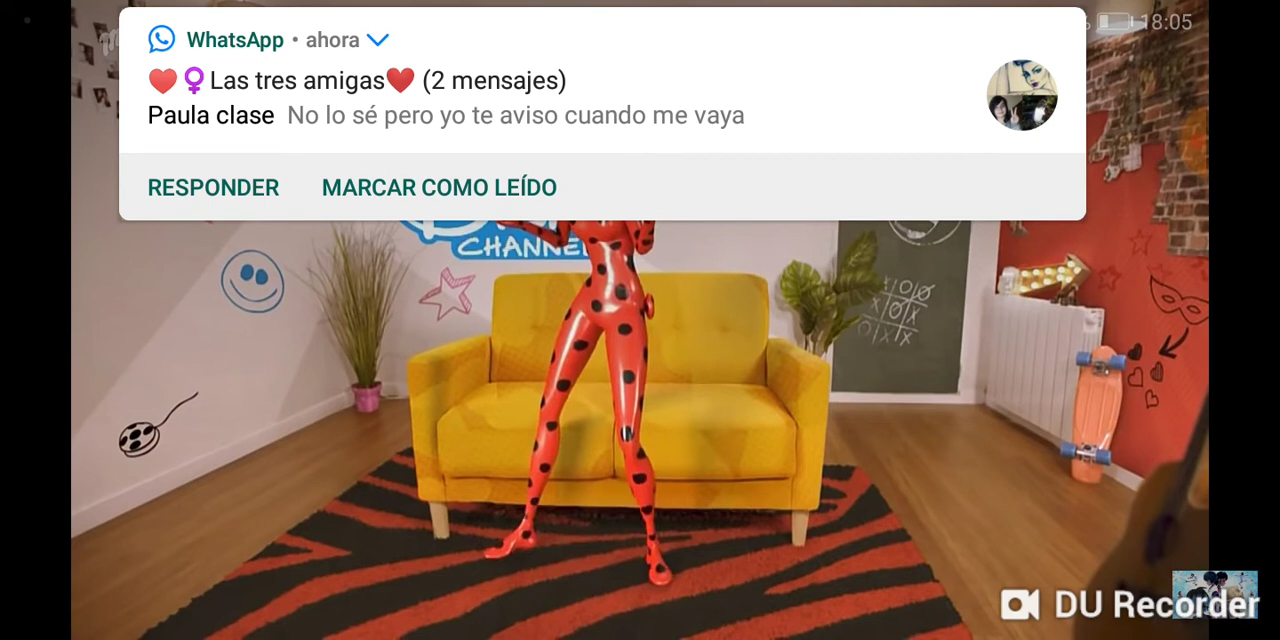 WhatsApp • ahora
18:05
♥️♀Las tres amigas♥️ (2 mensajes)
Paula clase No lo sé pero yo te aviso cuando me vaya
RESPONDER MARCAR COMO LEÍDO
CHANNEL
DU Recorder